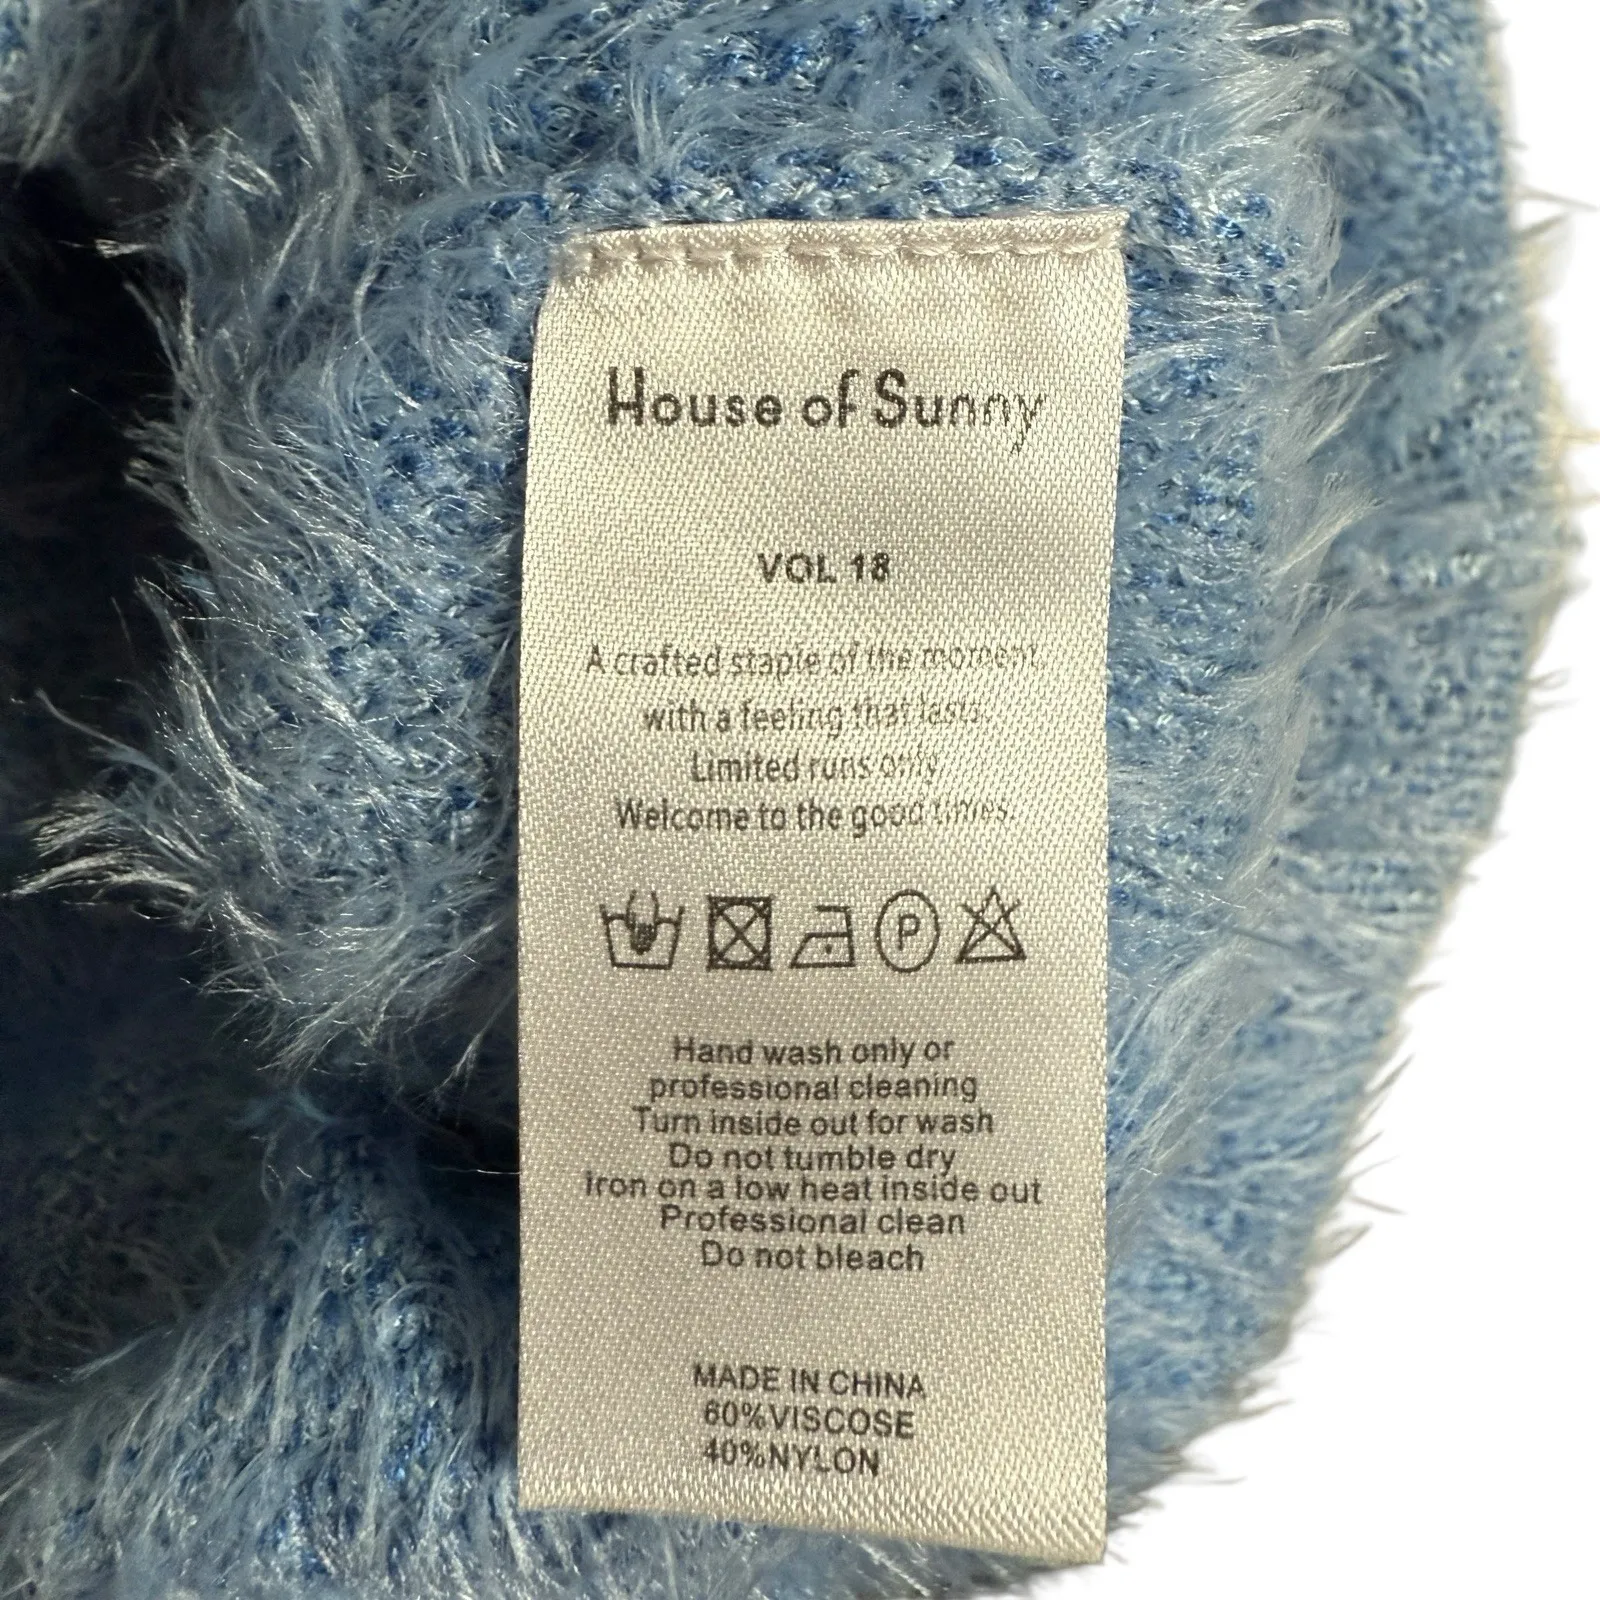 House of Sunny
VOL 18
A crafted staple of the moment,
with a feeling that lasts.
Limited runs only
Welcome to the good times.
P
Hand wash only or
professional cleaning
Turn inside out for wash
Do not tumble dry
Iron on a low heat inside out
Professional clean
Do not bleach
MADE IN CHINA
60%VISCOSE
40%NYLON